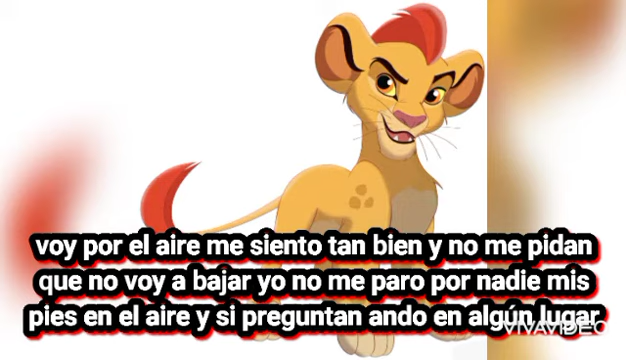 voy por el aire me siento tan bien y no me pidan
que no voy a bajar yo no me paro por nadie mis
pies en el aire y si preguntan ando en algún lugar
VIVAVIDEO